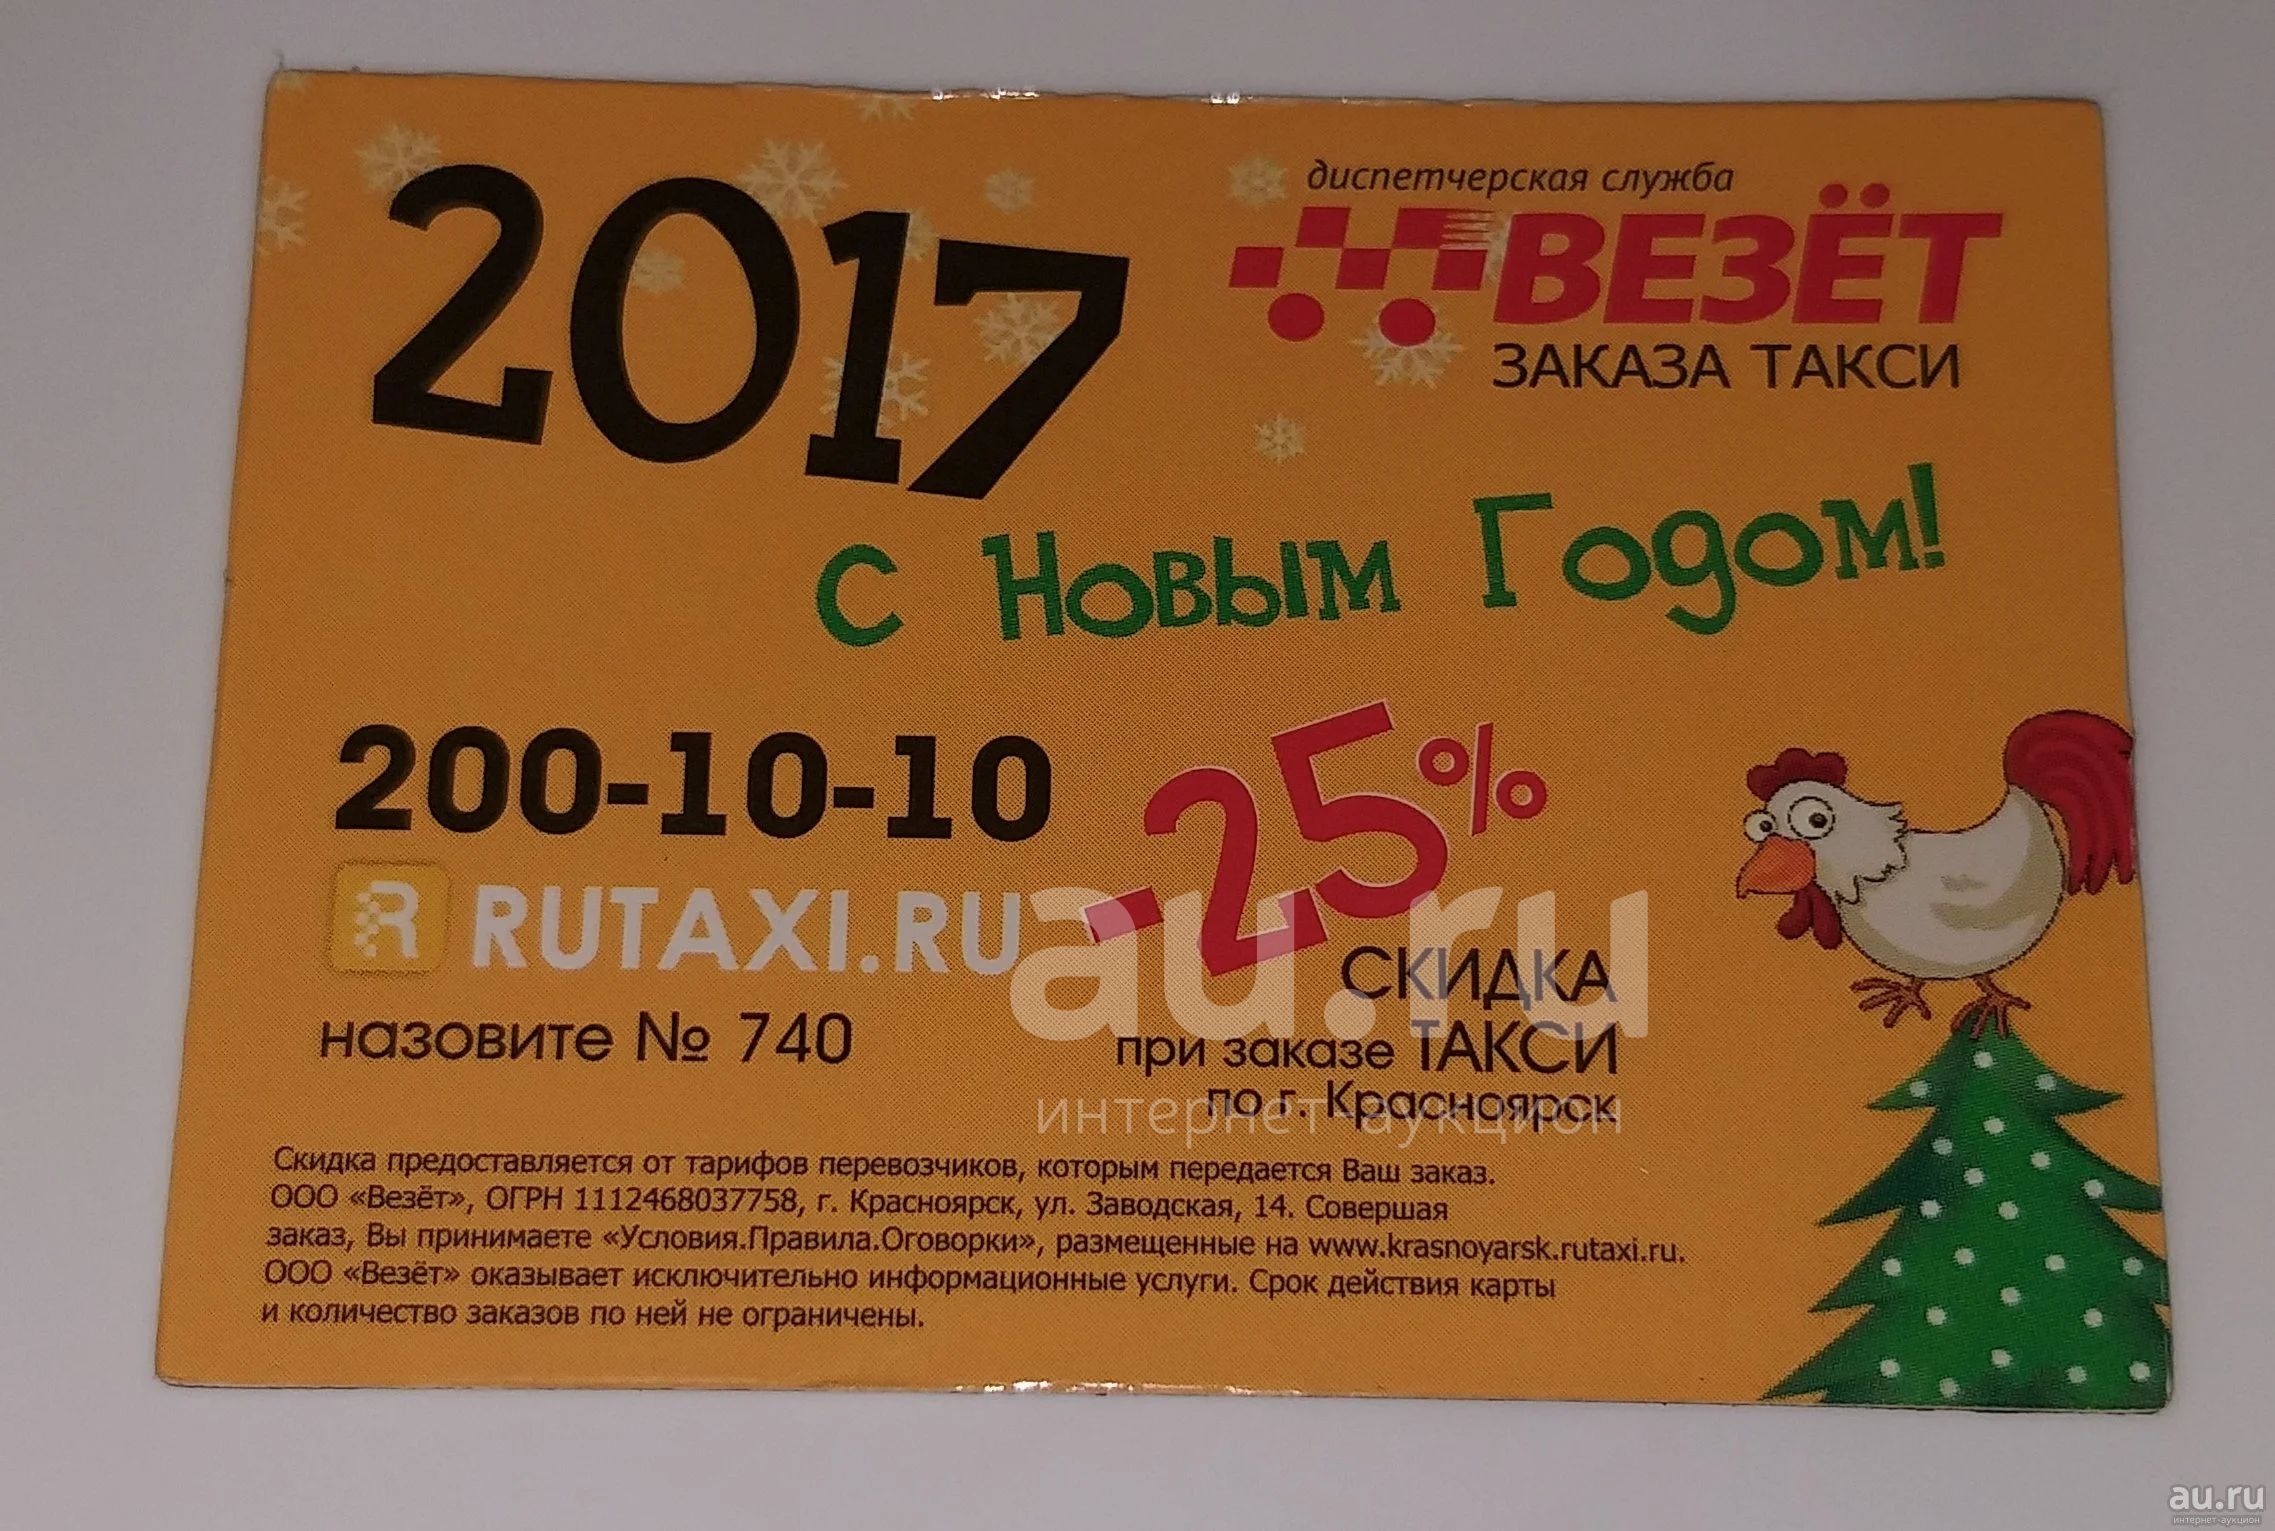 2017
диспетчерская служба
ВЕЗЁТ
ЗАКАЗА ТАКСИ
с Новым Годом!
200-10-10
-25%
R RUTAXI.RU
назовите № 740
СКИДКА
при заказе ТАКСИ
по г. Красноярск
au.ru
интернет-аукцион
Скидка предоставляется от тарифов перевозчиков, которым передается Ваш заказ.
ООО «Везёт», ОГРН 1112468037758, г. Красноярск, ул. Заводская, 14. Совершая
заказ, Вы принимаете «Условия.Правила.Оговорки», размещенные на www.krasnoyarsk.rutaxi.ru.
ООО «Везёт» оказывает исключительно информационные услуги. Срок действия карты
и количество заказов по ней не ограничены.
au.ru
интернет-аукцион